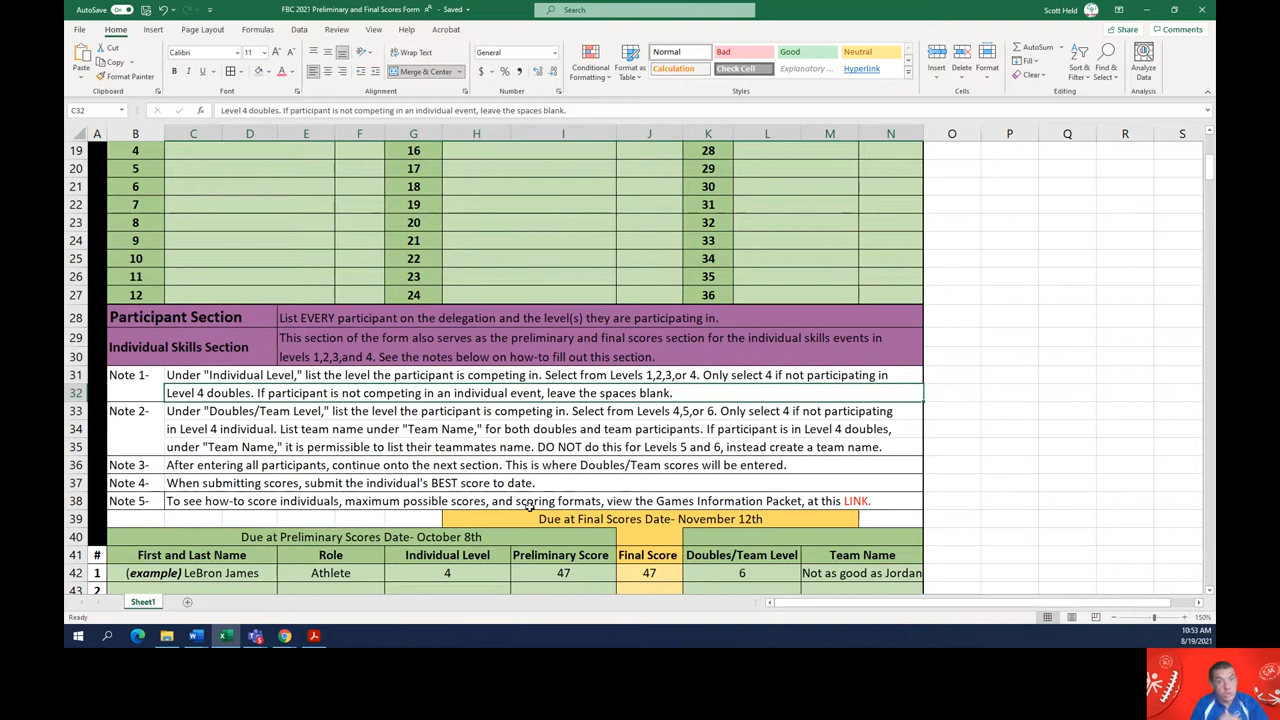 AutoSave On
FBC 2021 Preliminary and Final Scores Form - Saved
Search
Scott Held
File Home Insert Page Layout Formulas Data Review View Help Acrobat
Share Comments
Paste
Cut
Copy
Format Painter
Clipboard
Calibri 11
B I U
Font
Wrap Text
Merge & Center
Alignment
General
$ % ,
Number
Conditional Formatting
Format as Table
Normal Bad Good Neutral
Calculation Check Cell Explanatory ... Hyperlink
Styles
Insert Delete Format
Cells
AutoSum
Fill
Clear
Sort & Filter
Find & Select
Editing
Analyze Data
Analysis
C32
Level 4 doubles. If participant is not competing in an individual event, leave the spaces blank.
A B C D E F G H I J K L M N O P Q R S
19 4 16 28
20 5 17 29
21 6 18 30
22 7 19 31
23 8 20 32
24 9 21 33
25 10 22 34
26 11 23 35
27 12 24 36
28 Participant Section List EVERY participant on the delegation and the level(s) they are participating in.
29 This section of the form also serves as the preliminary and final scores section for the individual skills events in
Individual Skills Section
30 levels 1,2,3,and 4. See the notes below on how-to fill out this section.
31 Note 1- Under "Individual Level," list the level the participant is competing in. Select from Levels 1,2,3,or 4. Only select 4 if not participating in
32 Level 4 doubles. If participant is not competing in an individual event, leave the spaces blank.
33 Note 2- Under "Doubles/Team Level," list the level the participant is competing in. Select from Levels 4,5,or 6. Only select 4 if not participating
34 in Level 4 individual. List team name under "Team Name," for both doubles and team participants. If participant is in Level 4 doubles,
35 under "Team Name," it is permissible to list their teammates name. DO NOT do this for Levels 5 and 6, instead create a team name.
36 Note 3- After entering all participants, continue onto the next section. This is where Doubles/Team scores will be entered.
37 Note 4- When submitting scores, submit the individual's BEST score to date.
38 Note 5- To see how-to score individuals, maximum possible scores, and scoring formats, view the Games Information Packet, at this LINK.
39 Due at Final Scores Date- November 12th
40 Due at Preliminary Scores Date- October 8th
41 # First and Last Name Role Individual Level Preliminary Score Final Score Doubles/Team Level Team Name
42 1 (example) LeBron James Athlete 4 47 47 6 Not as good as Jordan
43 2
Sheet1
Ready
150%
10:53 AM
8/19/2021